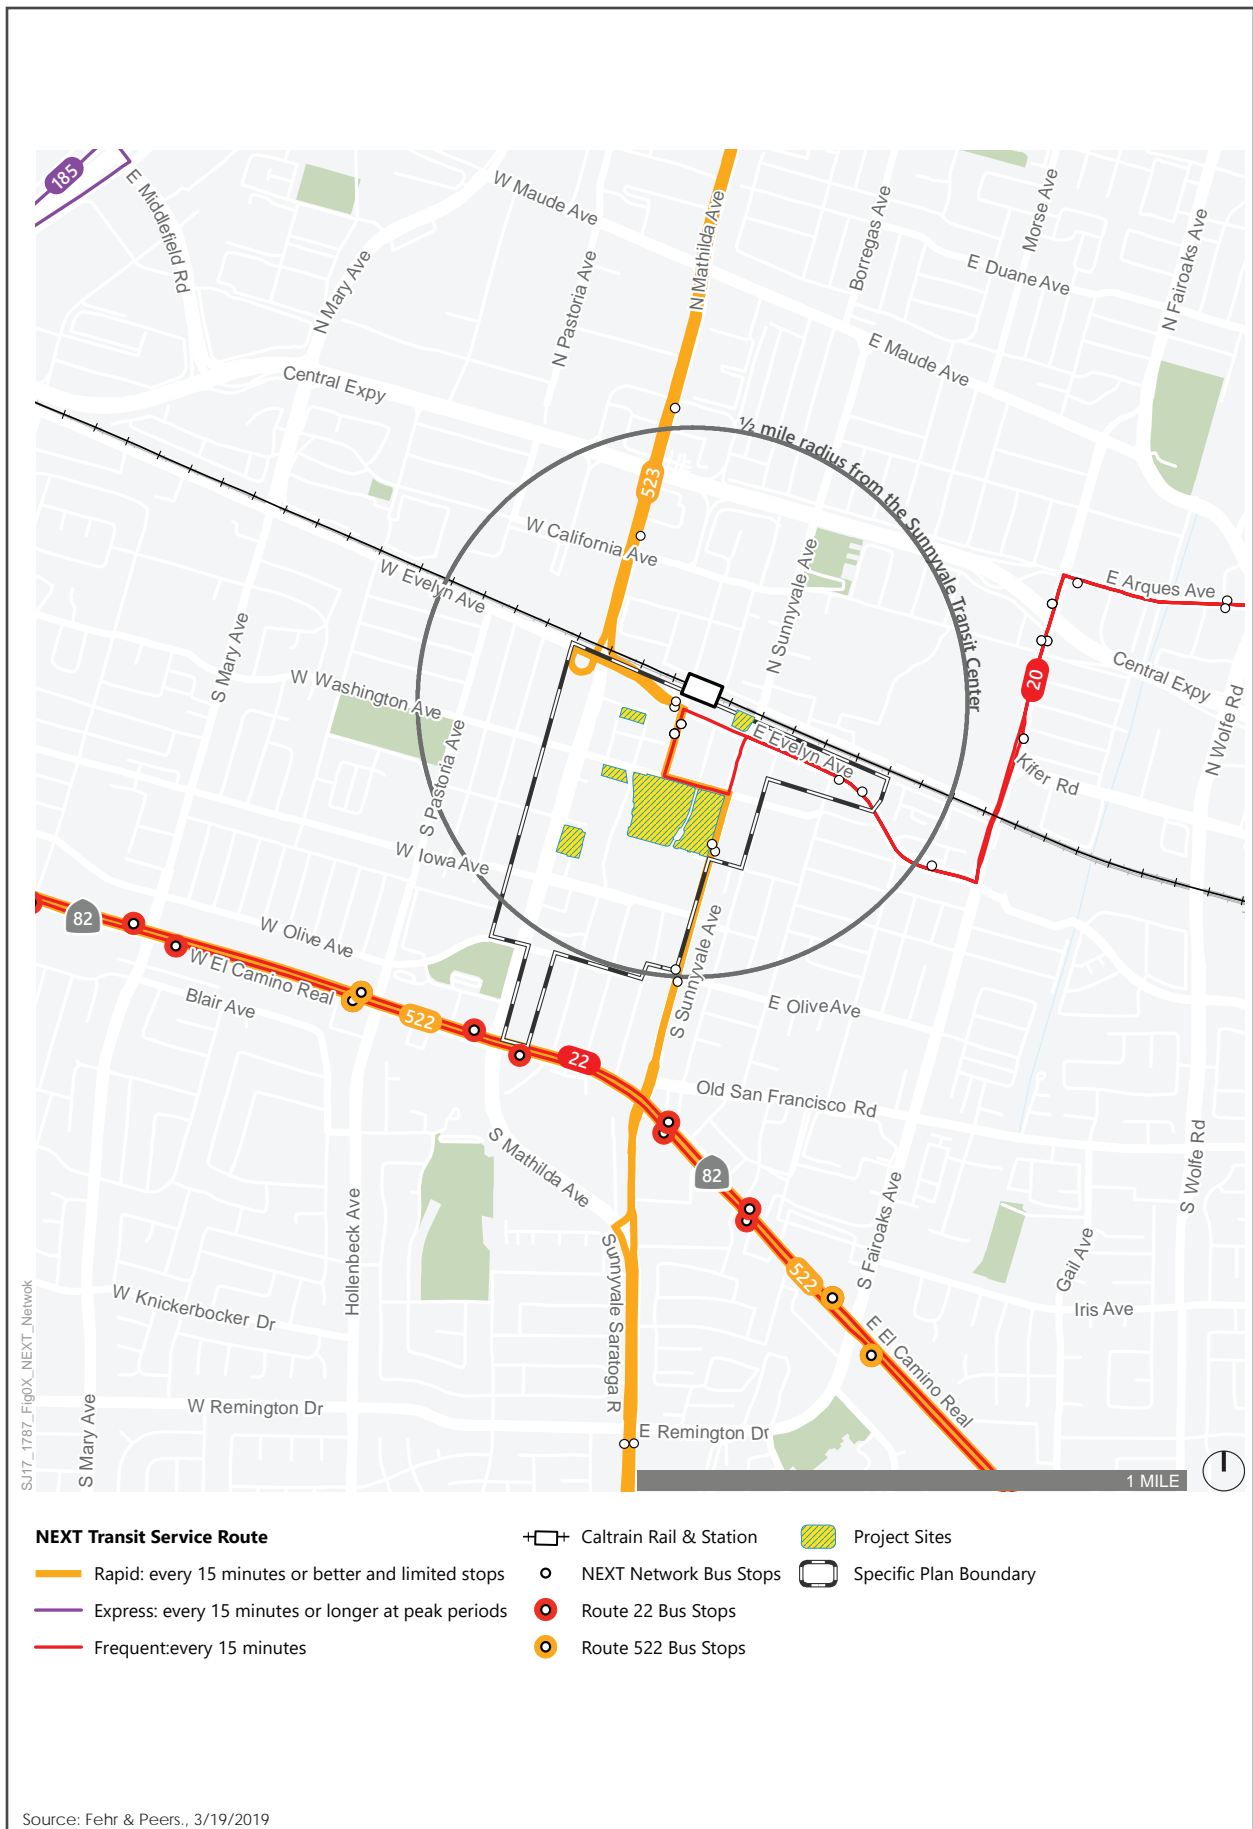 185
E Middlefield Rd
N Mary Ave
W Maude Ave
N Pastoria Ave
N Mathilda Ave
Borregas Ave
Morse Ave
E Duane Ave
N Fairoaks Ave
E Maude Ave
Central Expy
523
½ mile radius from the Sunnyvale Transit Center
W California Ave
N Sunnyvale Ave
W Evelyn Ave
E Arques Ave
20
Central Expy
N Wolfe Rd
Kifer Rd
S Mary Ave
W Washington Ave
S Pastoria Ave
E Evelyn Ave
W Iowa Ave
82
W Olive Ave
W El Camino Real
Blair Ave
522
22
S Sunnyvale Ave
E OliveAve
Old San Francisco Rd
S Mathilda Ave
82
S Wolfe Rd
Hollenbeck Ave
Sunnyvale Saratoga R
522
S Fairoaks Ave
Gail Ave
Iris Ave
W Knickerbocker Dr
E El Camino Real
S Mary Ave
W Remington Dr
E Remington Dr
1 MILE
SJ17_1787_Fig0X_NEXT_Netwok
NEXT Transit Service Route
Rapid: every 15 minutes or better and limited stops
Express: every 15 minutes or longer at peak periods
Frequent:every 15 minutes
Caltrain Rail & Station
NEXT Network Bus Stops
Route 22 Bus Stops
Route 522 Bus Stops
Project Sites
Specific Plan Boundary
Source: Fehr & Peers., 3/19/2019